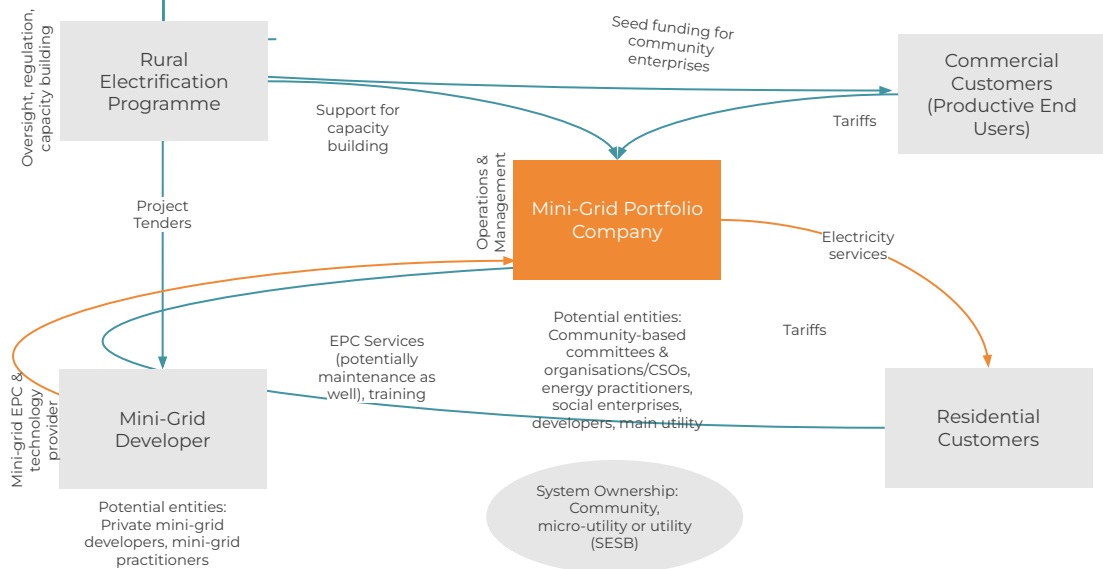 Oversight, regulation,
capacity building
Rural
Electrification
Programme
Seed funding for
community
enterprises
Commercial
Customers
(Productive End
Users)
Support for
capacity
building
Tariffs
Operations &
Management
Mini-Grid Portfolio
Company
Project
Tenders
Electricity
services
Potential entities:
Community-based
committees &
organisations/CSOs,
energy practitioners,
social enterprises,
developers, main utility
Tariffs
EPC Services
(potentially
maintenance as
well), training
Mini-grid EPC &
technology
provider
Mini-Grid
Developer
Residential
Customers
Potential entities:
Private mini-grid
developers, mini-grid
practitioners
System Ownership:
Community,
micro-utility or utility
(SESB)